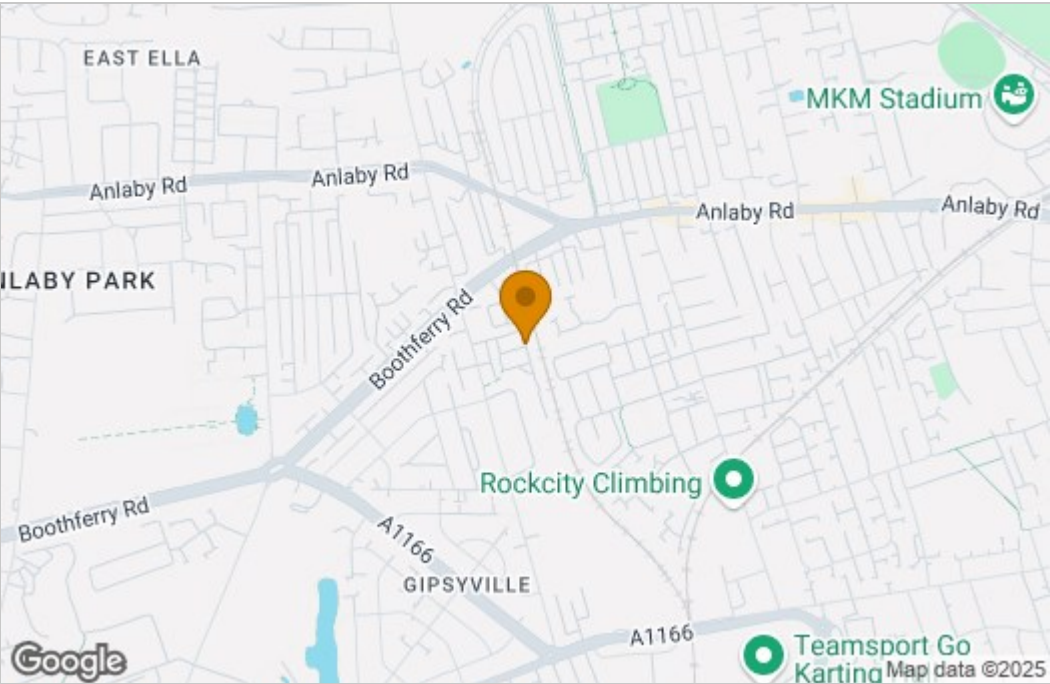 EAST ELLA
MKM Stadium
Anlaby Rd
Anlaby Rd
Anlaby Rd
Anlaby Rd
NLABY PARK
Boothferry Rd
Rockcity Climbing
Boothferry Rd
A1166
GIPSYVILLE
A1166
Teamsport Go
Karting
Google
Map data ©2025